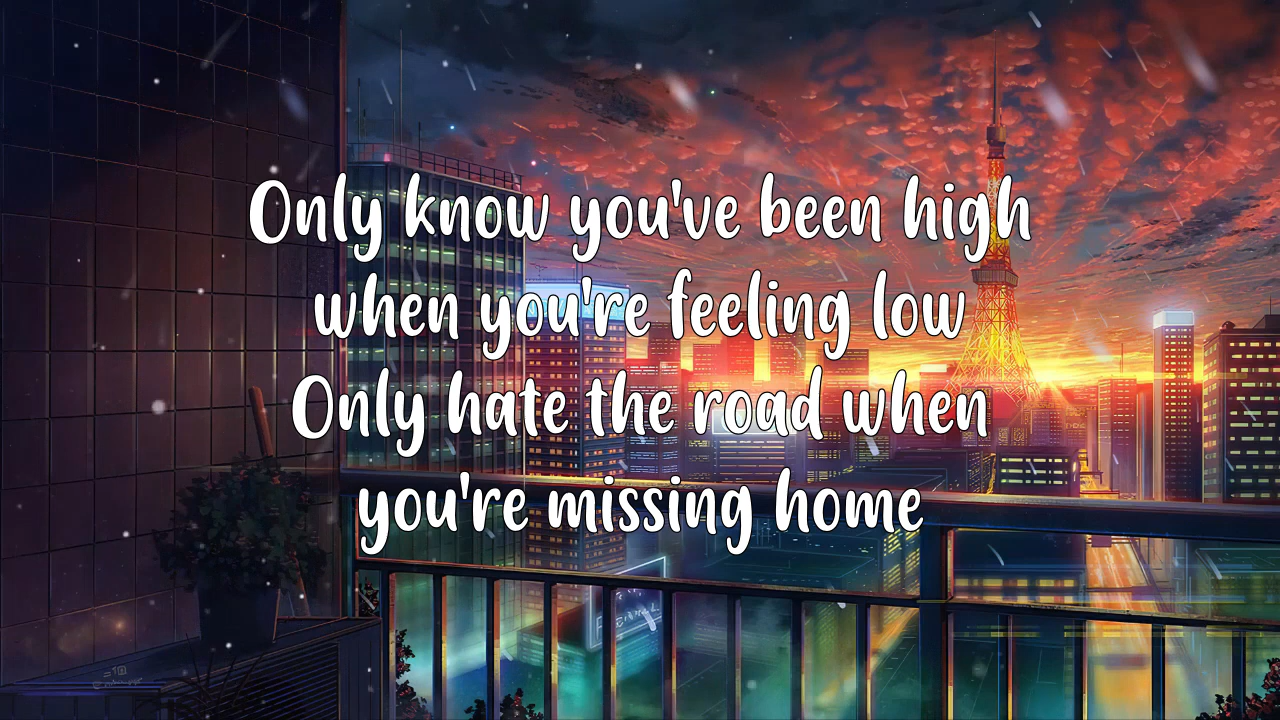 Only know you've been high
when you're feeling low
Only hate the road when
you're missing home